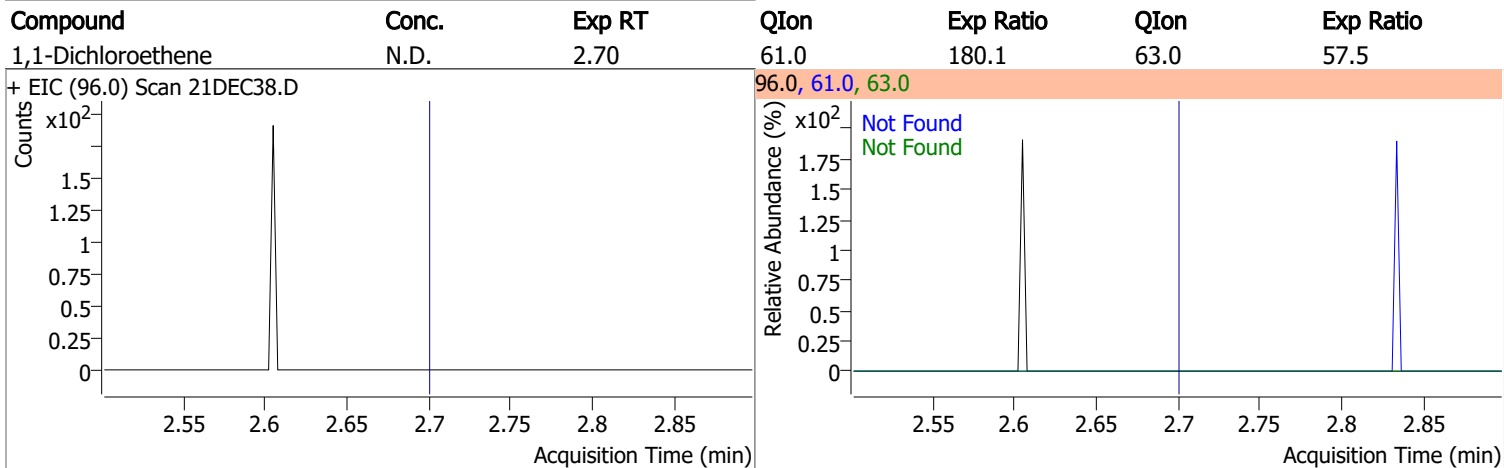 Compound Conc. Exp RT QIon Exp Ratio QIon Exp Ratio
1,1-Dichloroethene N.D. 2.70 61.0 180.1 63.0 57.5
+ EIC (96.0) Scan 21DEC38.D
Counts
x10²
1.5
1.25
1
0.75
0.5
0.25
0
2.55 2.6 2.65 2.7 2.75 2.8 2.85
Acquisition Time (min)
96.0, 61.0, 63.0
Relative Abundance (%)
x10²
Not Found
Not Found
1.75
1.5
1.25
1
0.75
0.5
0.25
0
2.55 2.6 2.65 2.7 2.75 2.8 2.85
Acquisition Time (min)